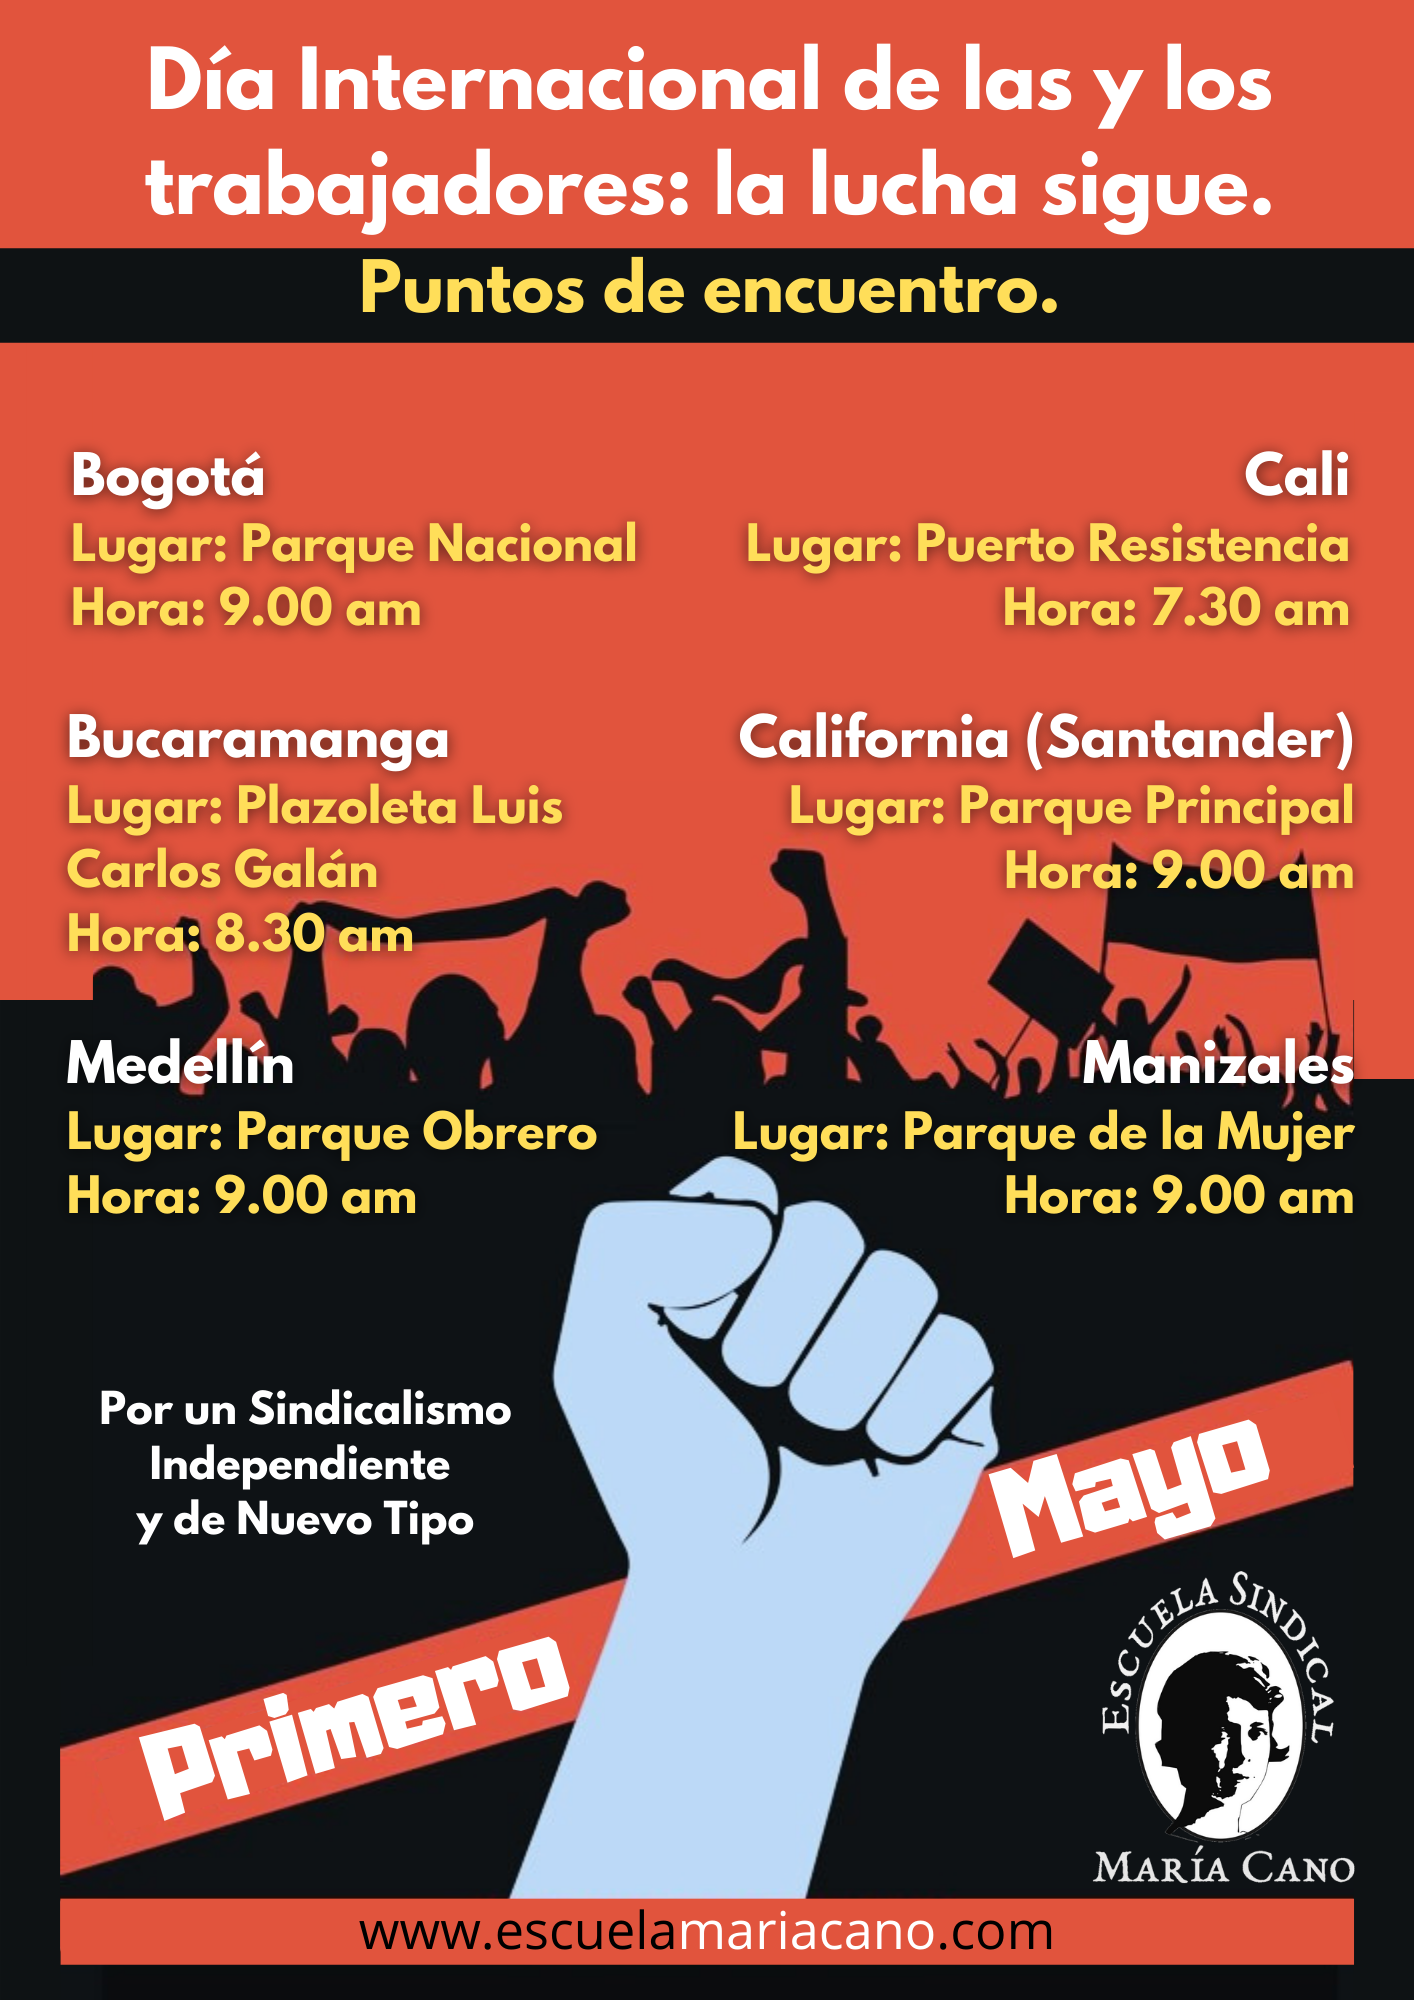 Día Internacional de las y los
trabajadores: la lucha sigue.
Puntos de encuentro.
Bogotá
Lugar: Parque Nacional
Hora: 9.00 am
Cali
Lugar: Puerto Resistencia
Hora: 7.30 am
Bucaramanga
Lugar: Plazoleta Luis
Carlos Galán
Hora: 8.30 am
California (Santander)
Lugar: Parque Principal
Hora: 9.00 am
Medellín
Lugar: Parque Obrero
Hora: 9.00 am
Manizales
Lugar: Parque de la Mujer
Hora: 9.00 am
Por un Sindicalismo
Independiente
y de Nuevo Tipo
Primero
Mayo
Escuela Sindical
María Cano
www.escuelamariacano.com